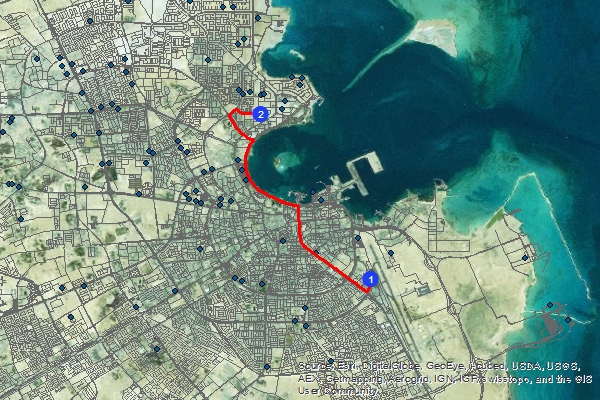 2
1
Source: Esri, DigitalGlobe, GeoEye, i-cubed, USDA, USGS,
AEX, Getmapping, Aerogrid, IGN, IGP, swisstopo, and the GIS
User Community